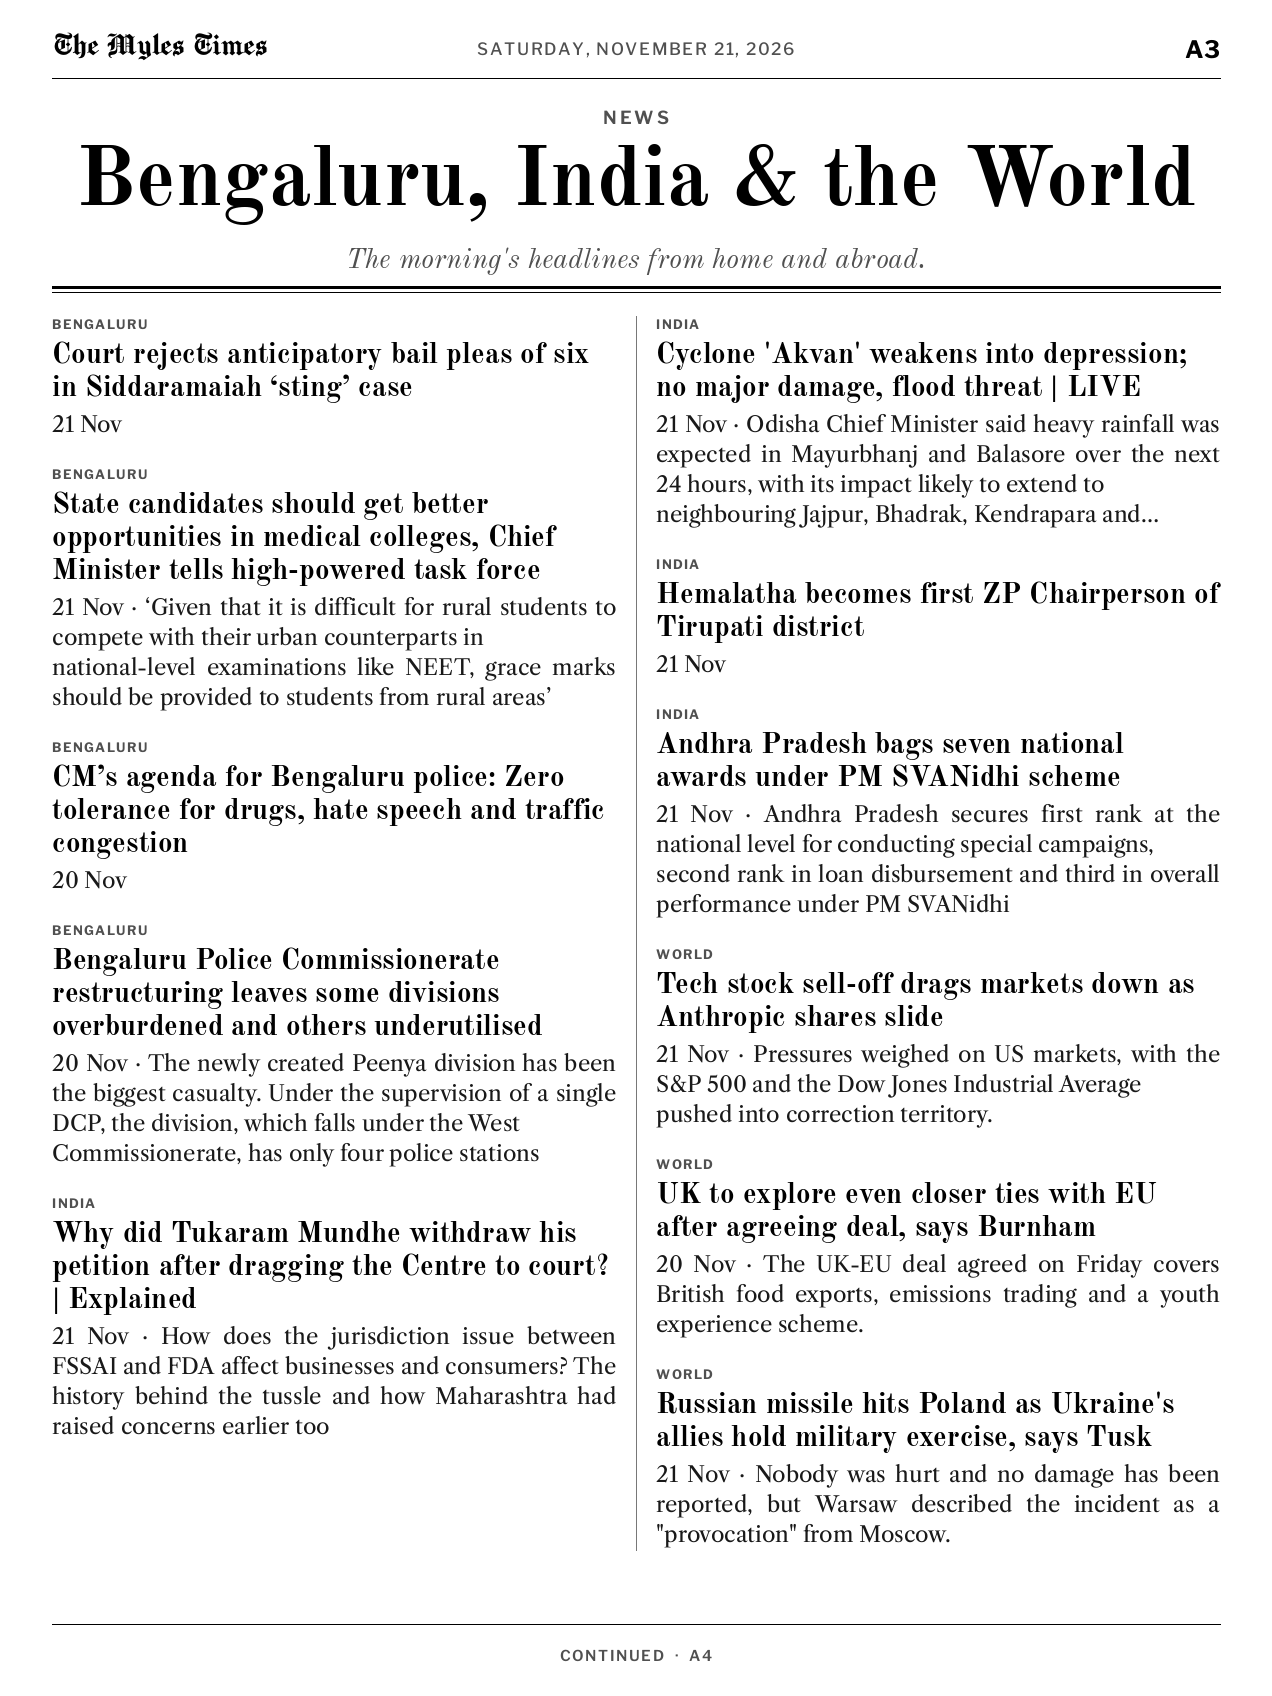 The Myles Times
SATURDAY, NOVEMBER 21, 2026
A3
NEWS
Bengaluru, India & the World
The morning's headlines from home and abroad.
BENGALURU
Court rejects anticipatory bail pleas of six
in Siddaramaiah ‘sting’ case
21 Nov
BENGALURU
State candidates should get better
opportunities in medical colleges, Chief
Minister tells high-powered task force
21 Nov · ‘Given that it is difficult for rural students to
compete with their urban counterparts in
national-level examinations like NEET, grace marks
should be provided to students from rural areas’
BENGALURU
CM’s agenda for Bengaluru police: Zero
tolerance for drugs, hate speech and traffic
congestion
20 Nov
BENGALURU
Bengaluru Police Commissionerate
restructuring leaves some divisions
overburdened and others underutilised
20 Nov · The newly created Peenya division has been
the biggest casualty. Under the supervision of a single
DCP, the division, which falls under the West
Commissionerate, has only four police stations
INDIA
Why did Tukaram Mundhe withdraw his
petition after dragging the Centre to court?
| Explained
21 Nov · How does the jurisdiction issue between
FSSAI and FDA affect businesses and consumers? The
history behind the tussle and how Maharashtra had
raised concerns earlier too
INDIA
Cyclone 'Akvan' weakens into depression;
no major damage, flood threat | LIVE
21 Nov · Odisha Chief Minister said heavy rainfall was
expected in Mayurbhanj and Balasore over the next
24 hours, with its impact likely to extend to
neighbouring Jajpur, Bhadrak, Kendrapara and...
INDIA
Hemalatha becomes first ZP Chairperson of
Tirupati district
21 Nov
INDIA
Andhra Pradesh bags seven national
awards under PM SVANidhi scheme
21 Nov · Andhra Pradesh secures first rank at the
national level for conducting special campaigns,
second rank in loan disbursement and third in overall
performance under PM SVANidhi
WORLD
Tech stock sell-off drags markets down as
Anthropic shares slide
21 Nov · Pressures weighed on US markets, with the
S&P 500 and the Dow Jones Industrial Average
pushed into correction territory.
WORLD
UK to explore even closer ties with EU
after agreeing deal, says Burnham
20 Nov · The UK-EU deal agreed on Friday covers
British food exports, emissions trading and a youth
experience scheme.
WORLD
Russian missile hits Poland as Ukraine's
allies hold military exercise, says Tusk
21 Nov · Nobody was hurt and no damage has been
reported, but Warsaw described the incident as a
"provocation" from Moscow.
CONTINUED · A4